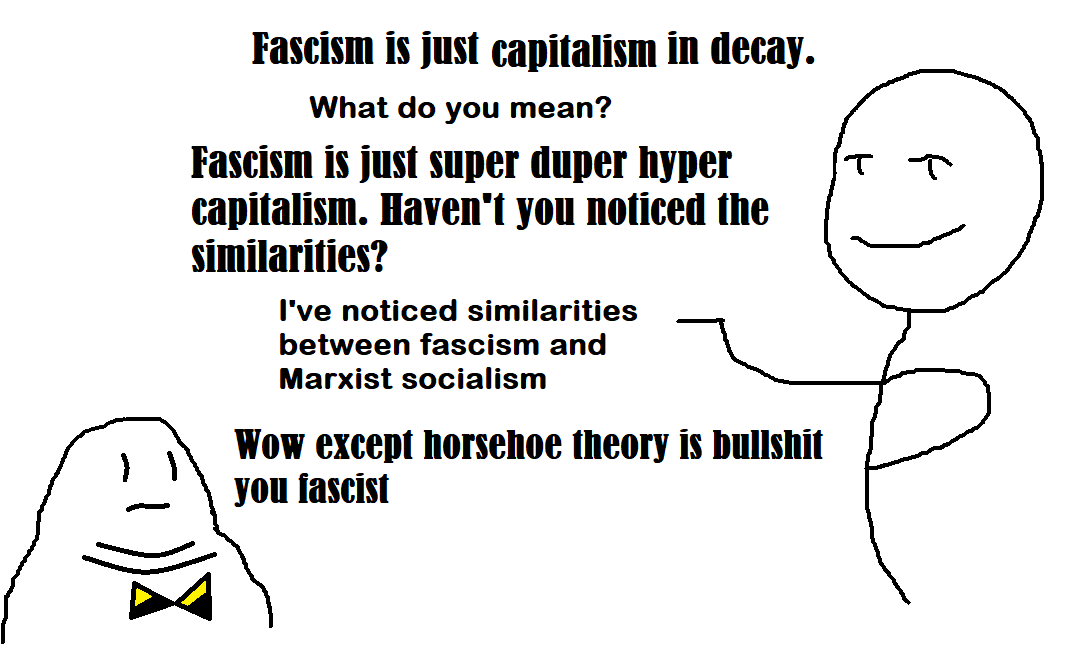 Fascism is just capitalism in decay.
What do you mean?
Fascism is just super duper hyper
capitalism. Haven't you noticed the
similarities?
I've noticed similarities
between fascism and
Marxist socialism
Wow except horsehoe theory is bullshit
you fascist